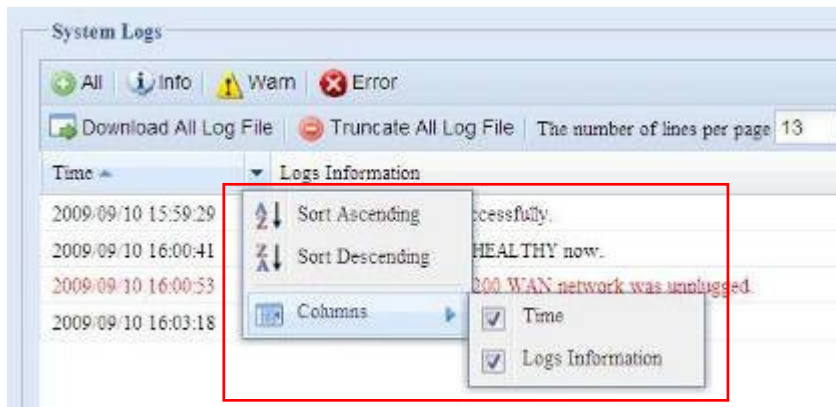 System Logs
All Info Warn Error
Download All Log File Truncate All Log File The number of lines per page 13
Time Logs Information
2009/09/10 15:59:29 ccessfully.
Sort Ascending
2009/09/10 16:00:41 HEALTHY now.
Sort Descending
2009/09/10 16:00:53 200 WAN network was unplugged.
2009/09/10 16:03:18
Columns
Time
Logs Information